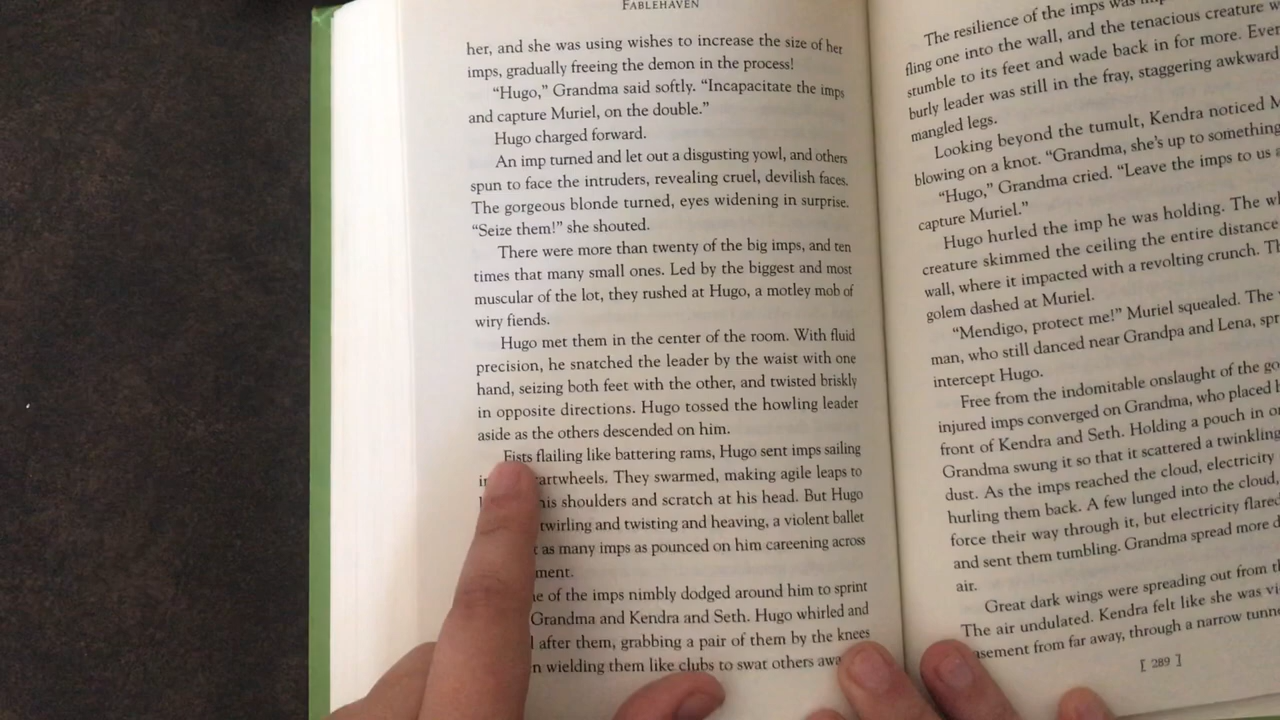 FABLEHAVEN
her, and she was using wishes to increase the size of her
imps, gradually freeing the demon in the process!
“Hugo,” Grandma said softly. “Incapacitate the imps
and capture Muriel, on the double.”
Hugo charged forward.
An imp turned and let out a disgusting yowl, and others
spun to face the intruders, revealing cruel, devilish faces.
The gorgeous blonde turned, eyes widening in surprise.
“Seize them!” she shouted.
There were more than twenty of the big imps, and ten
times that many small ones. Led by the biggest and most
muscular of the lot, they rushed at Hugo, a motley mob of
wiry fiends.
Hugo met them in the center of the room. With fluid
precision, he snatched the leader by the waist with one
hand, seizing both feet with the other, and twisted briskly
in opposite directions. Hugo tossed the howling leader
aside as the others descended on him.
Fists flailing like battering rams, Hugo sent imps sailing
artwheels. They swarmed, making agile leaps to
his shoulders and scratch at his head. But Hugo
twirling and twisting and heaving, a violent ballet
as many imps as pounced on him careening across
ment.
of the imps nimbly dodged around him to sprint
Grandma and Kendra and Seth. Hugo whirled and
after them, grabbing a pair of them by the knees
wielding them like clubs to swat others
The resilience of the imps was
fling one into the wall, and the tenacious creature
stumble to its feet and wade back in for more. Even
burly leader was still in the fray, staggering awkward
mangled legs.
Looking beyond the tumult, Kendra noticed M
blowing on a knot. “Grandma, she’s up to something
“Hugo,” Grandma cried. “Leave the imps to us a
capture Muriel.”
Hugo hurled the imp he was holding. The
creature skimmed the ceiling the entire distance
wall, where it impacted with a revolting crunch. Th
golem dashed at Muriel.
“Mendigo, protect me!” Muriel squealed. The
man, who still danced near Grandpa and Lena, spr
intercept Hugo.
Free from the indomitable onslaught of the go
injured imps converged on Grandma, who placed
front of Kendra and Seth. Holding a pouch in
Grandma swung it so that it scattered a twinkling
dust. As the imps reached the cloud, electricity
hurling them back. A few lunged into the cloud,
force their way through it, but electricity flared
and sent them tumbling. Grandma spread more d
air.
Great dark wings were spreading out from th
The air undulated. Kendra felt like she was vi
asement from far away, through a narrow tunn
[ 289 ]